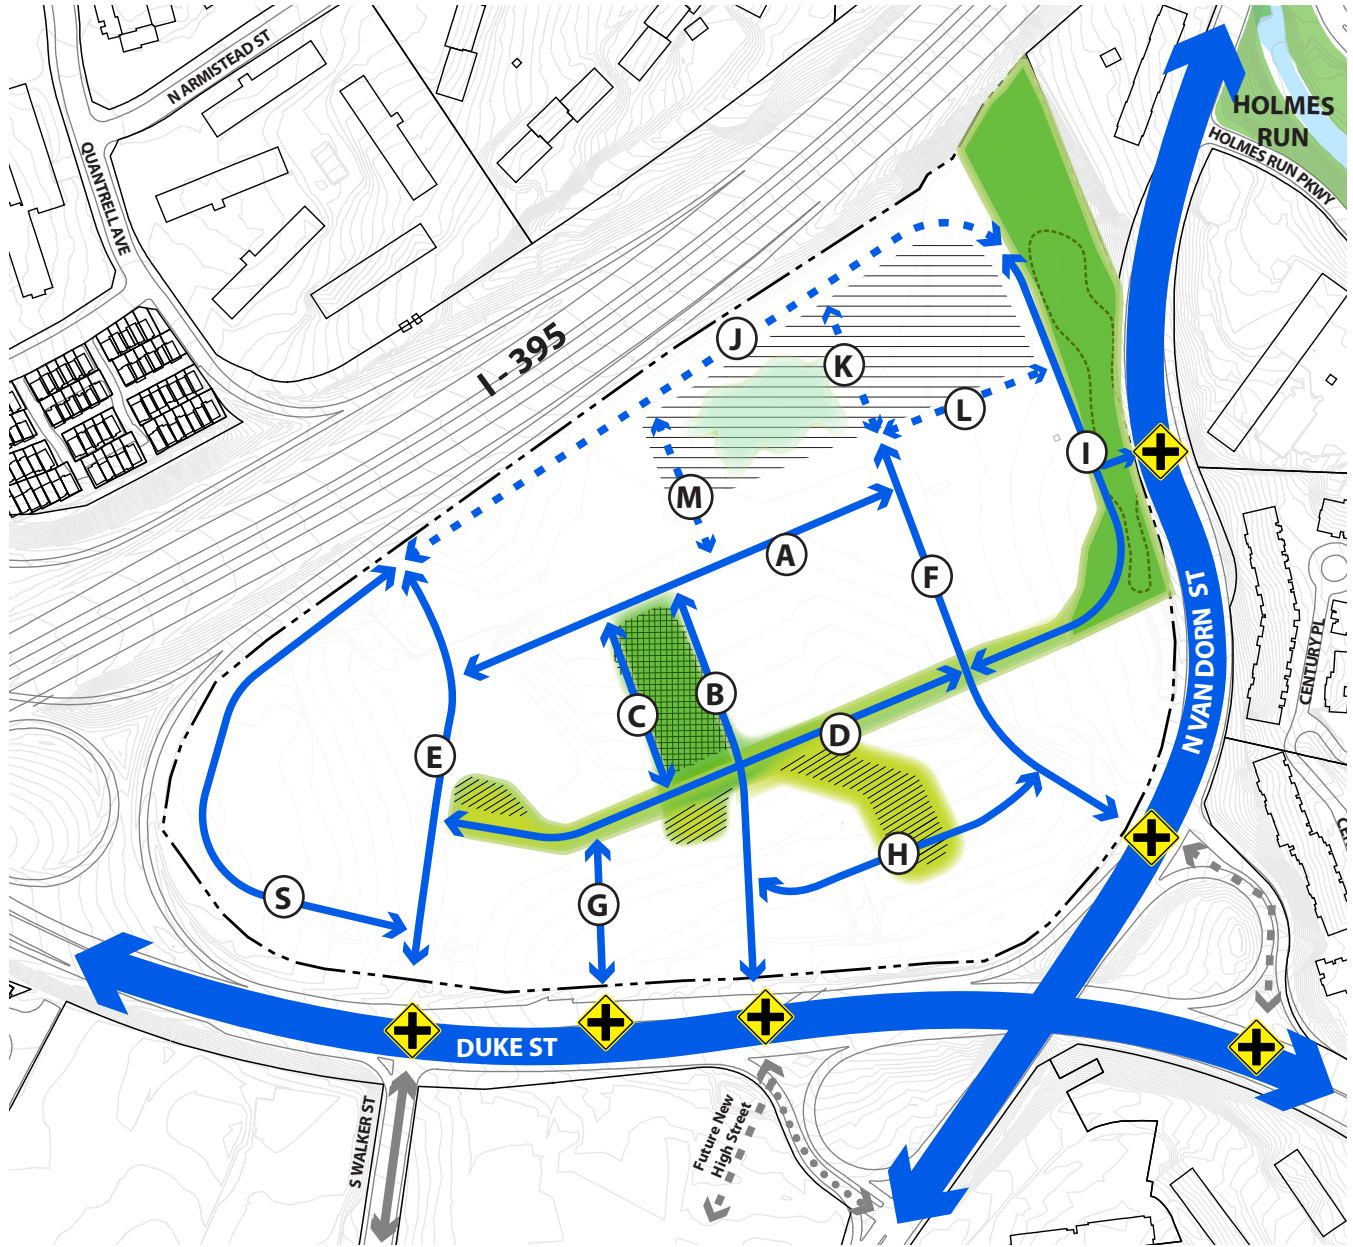 N ARMISTEAD ST
QUANTRELL AVE
HOLMES
RUN
HOLMES RUN PKWY
I - 395
J
K
L
I
M
A
F
C
B
D
E
H
S
G
N VAN DORN ST
CENTURY PL
CE
DUKE ST
S WALKER ST
Future New
High Street